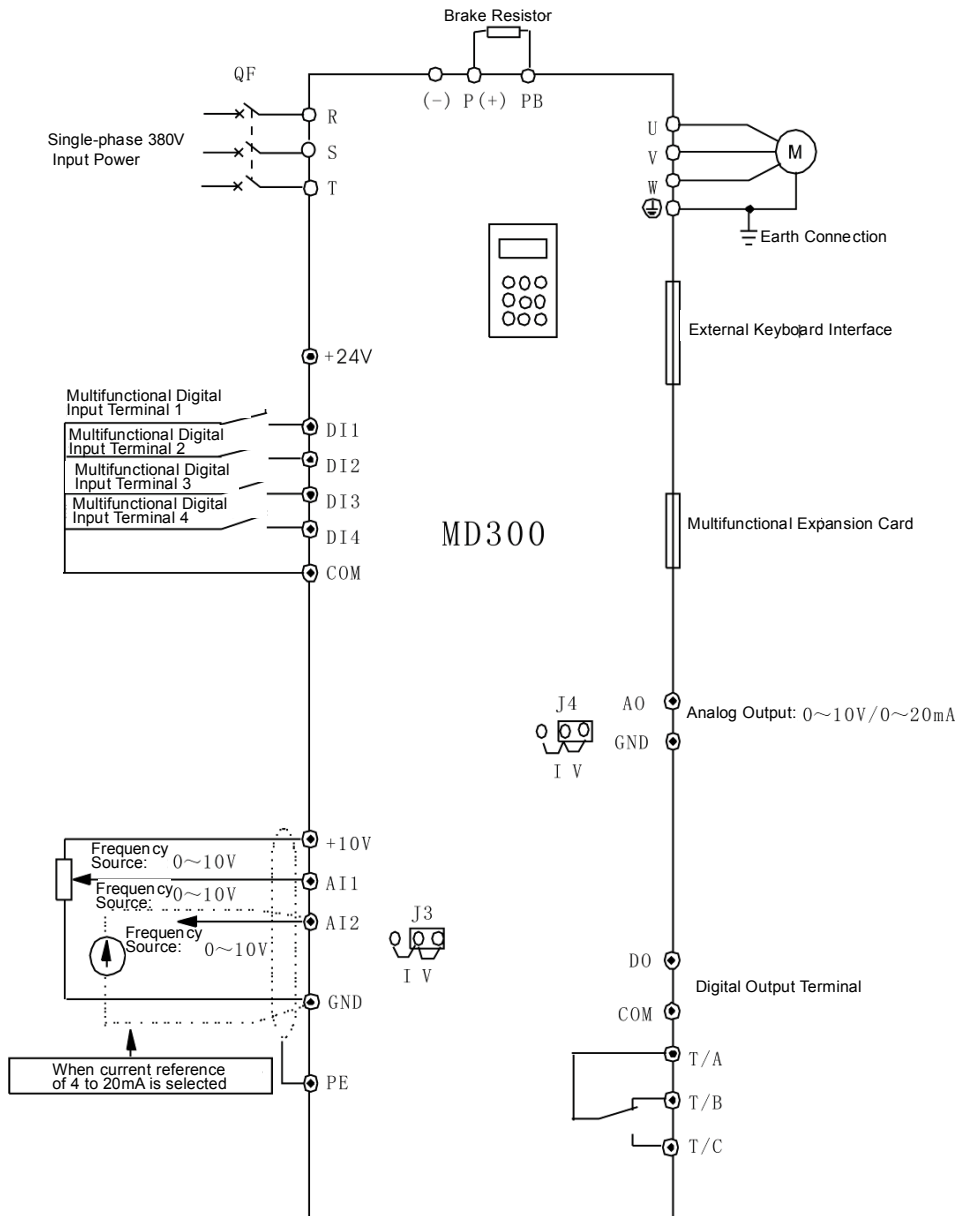 Brake Resistor
QF
(-) P(+) PB
R
Single-phase 380V
Input Power
S
T
U
V
W
M
Earth Connection
External Keyboard Interface
+24V
Multifunctional Digital
Input Terminal 1
DI1
Multifunctional Digital
Input Terminal 2
DI2
Multifunctional Digital
Input Terminal 3
DI3
Multifunctional Digital
Input Terminal 4
DI4
COM
MD300
Multifunctional Expansion Card
J4
I V
AO
GND
Analog Output: 0～10V/0～20mA
+10V
Frequency
Source: 0～10V
AI1
Frequency
Source: 0～10V
AI2
Frequency
Source: 0～10V
J3
I V
GND
When current reference
of 4 to 20mA is selected
PE
DO
Digital Output Terminal
COM
T/A
T/B
T/C